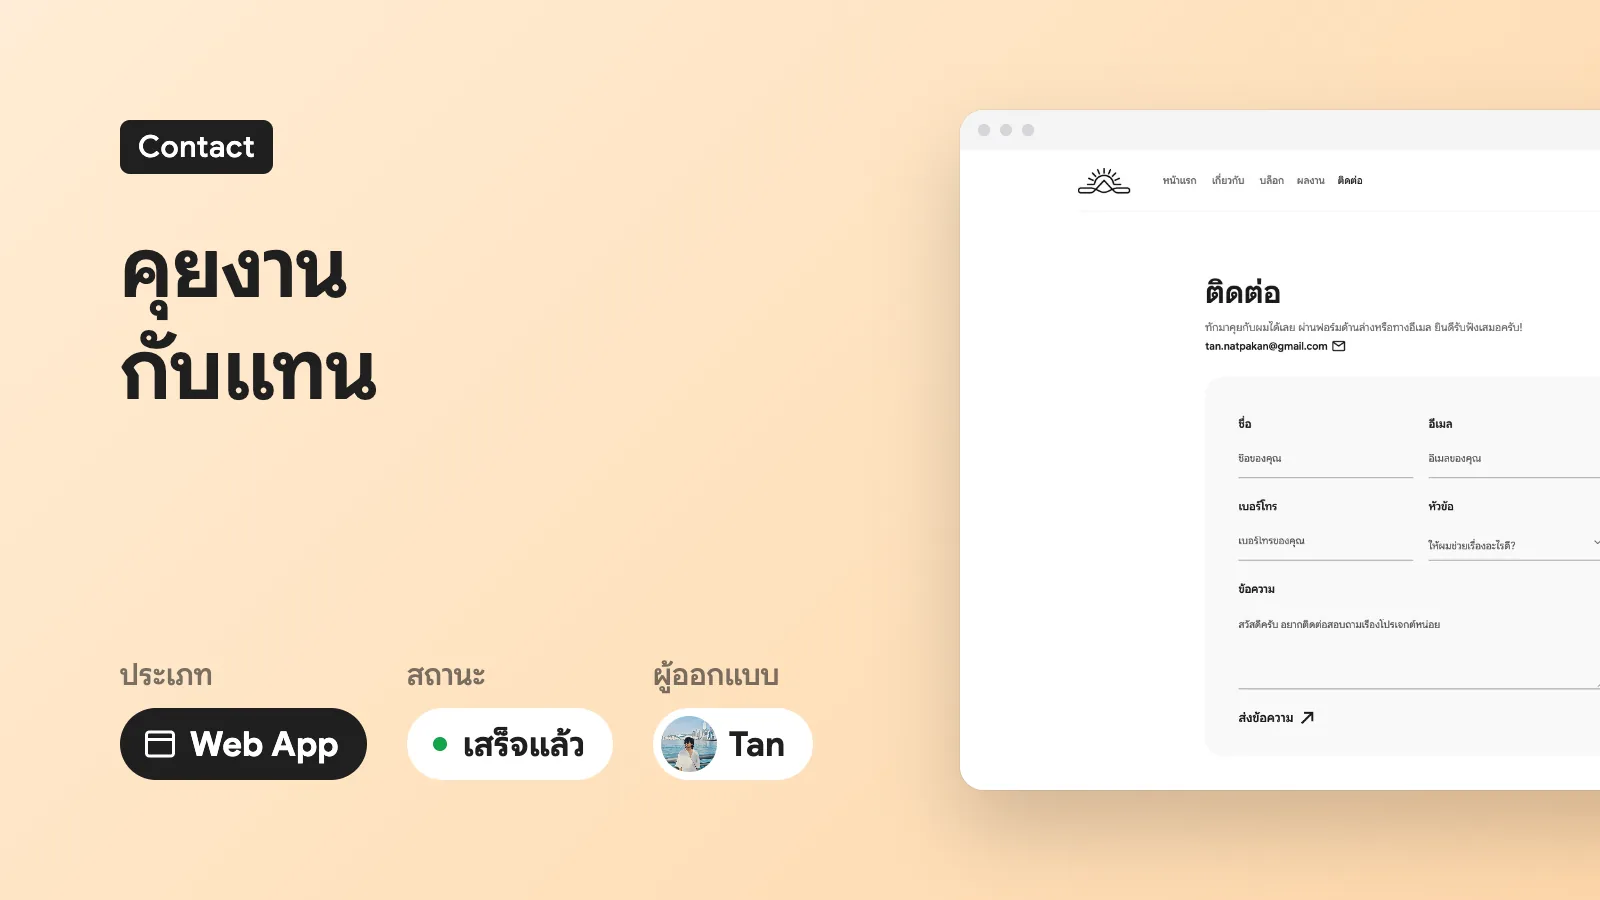 Contact
คุยงาน
กับแทน
ประเภท
Web App
สถานะ
เสร็จแล้ว
ผู้ออกแบบ
Tan
หน้าแรก เกี่ยวกับ บล็อก ผลงาน ติดต่อ
ติดต่อ
ทักมาคุยกับผมได้เลย ผ่านฟอร์มด้านล่างหรือทางอีเมล ยินดีรับฟังเสมอครับ!
tan.natpakan@gmail.com
ชื่อ
ชื่อของคุณ
อีเมล
อีเมลของคุณ
เบอร์โทร
เบอร์โทรของคุณ
หัวข้อ
ให้ผมช่วยเรื่องอะไรดี?
ข้อความ
สวัสดีครับ อยากติดต่อสอบถามเรื่องโปรเจกต์หน่อย
ส่งข้อความ